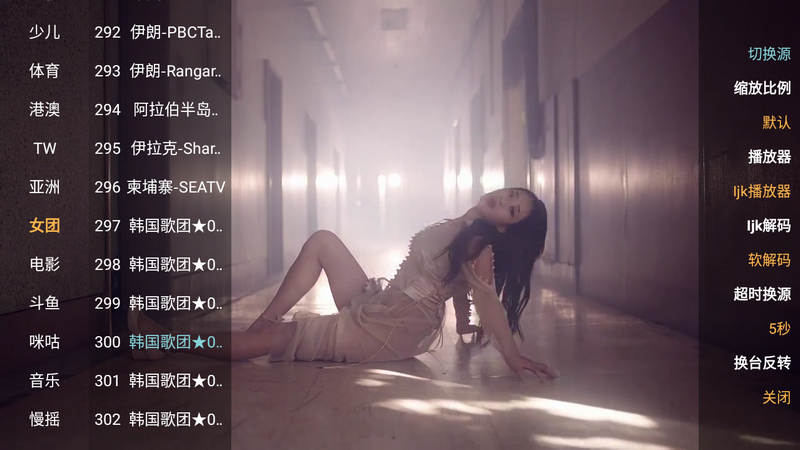 少儿
体育
港澳
TW
亚洲
女团
电影
斗鱼
咪咕
音乐
慢摇
292 伊朗-PBCTa..
293 伊朗-Rangar..
294 阿拉伯半岛..
295 伊拉克-Shar..
296 柬埔寨-SEATV
297 韩国歌团★0..
298 韩国歌团★0..
299 韩国歌团★0..
300 韩国歌团★0..
301 韩国歌团★0..
302 韩国歌团★0..
切换源
缩放比例
默认
播放器
Ijk播放器
Ijk解码
软解码
超时换源
5秒
换台反转
关闭